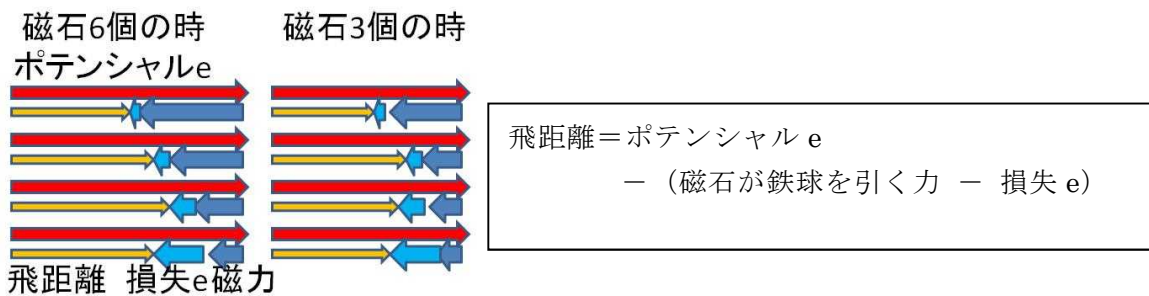 磁石6個の時
磁石3個の時
ポテンシャルe
飛距離 損失e磁力
飛距離=ポテンシャル e
－（磁石が鉄球を引く力 － 損失 e）